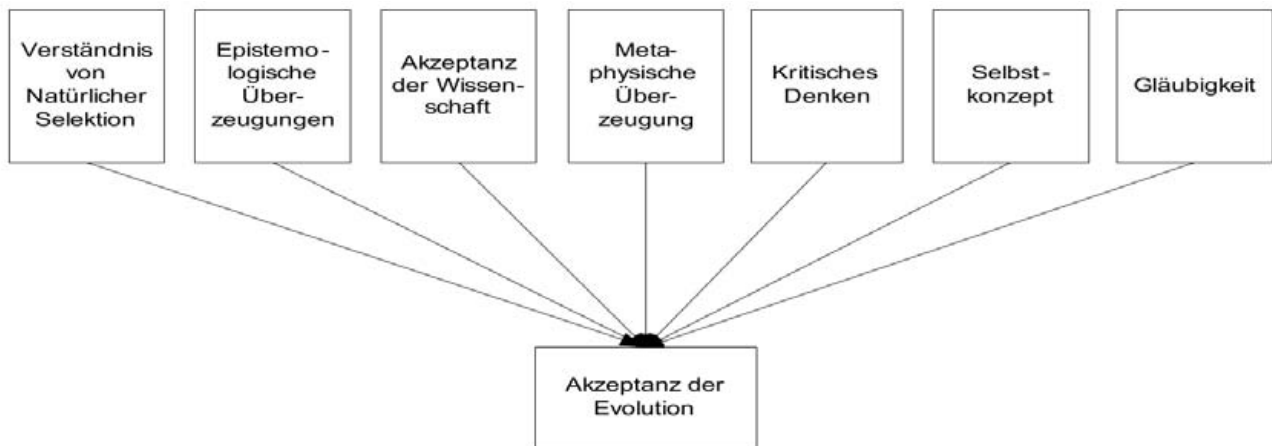 Verständnis
von
Natürlicher
Selektion
Epistemo-
logische
Über-
zeugungen
Akzeptanz
der Wissen-
schaft
Meta-
physische
Über-
zeugung
Kritisches
Denken
Selbst-
konzept
Gläubigkeit
Akzeptanz der
Evolution